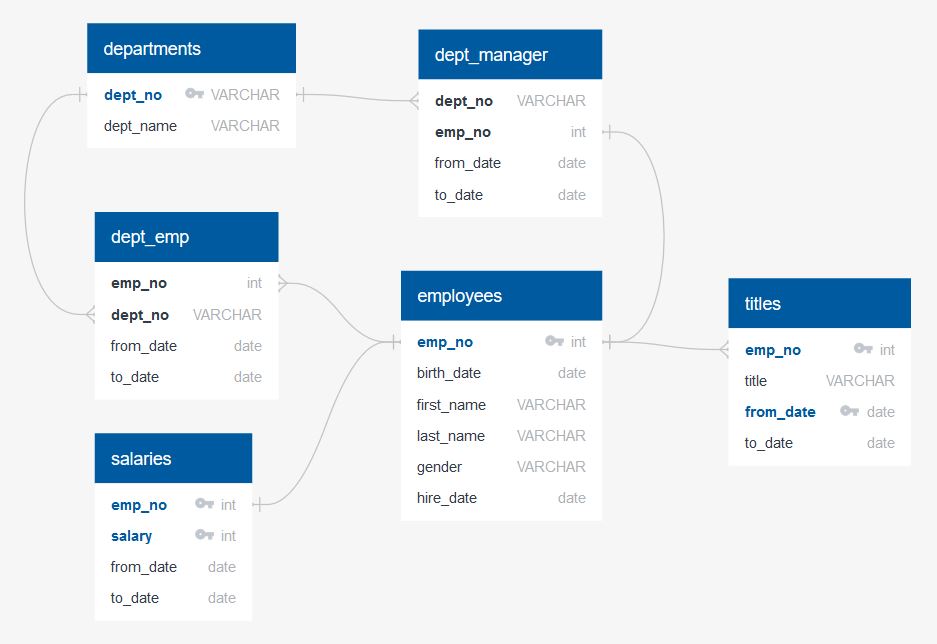 departments
dept_no VARCHAR
dept_name VARCHAR
dept_manager
dept_no VARCHAR
emp_no int
from_date date
to_date date
dept_emp
emp_no int
dept_no VARCHAR
from_date date
to_date date
employees
emp_no int
birth_date date
first_name VARCHAR
last_name VARCHAR
gender VARCHAR
hire_date date
titles
emp_no int
title VARCHAR
from_date date
to_date date
salaries
emp_no int
salary int
from_date date
to_date date